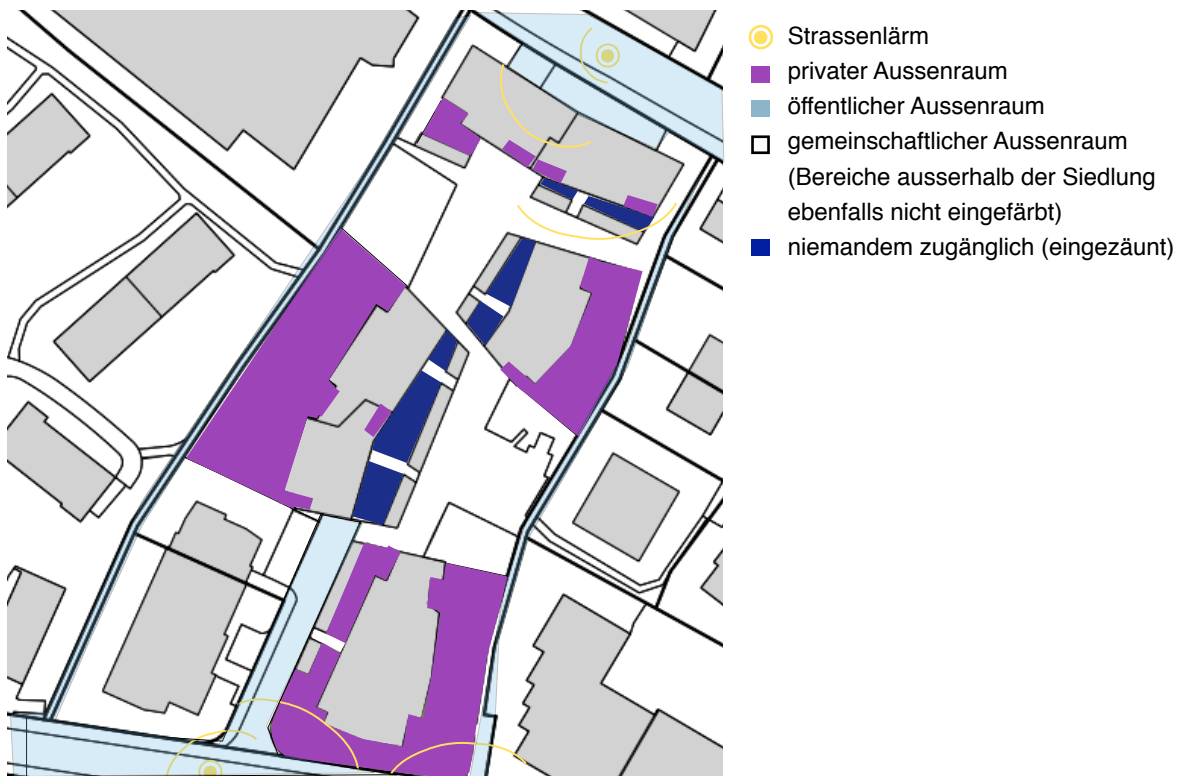 Strassenlärm
privater Aussenraum
öffentlicher Aussenraum
gemeinschaftlicher Aussenraum
(Bereiche ausserhalb der Siedlung
ebenfalls nicht eingefärbt)
niemandem zugänglich (eingezäunt)